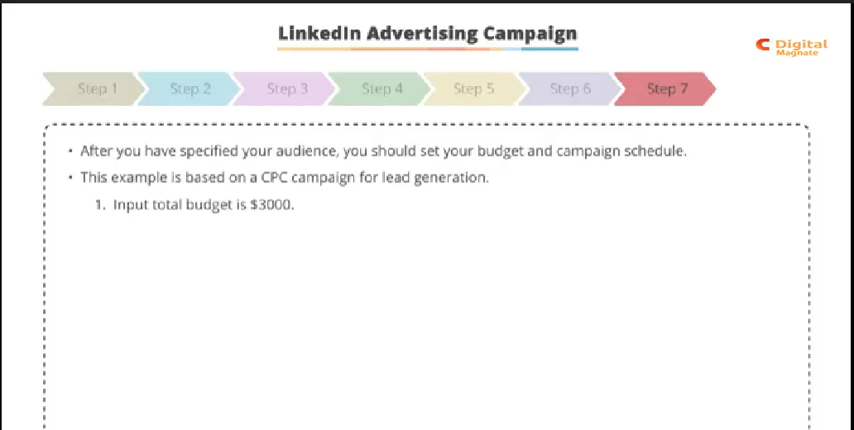 LinkedIn Advertising Campaign
C Digital
Magnate
Step 1 Step 2 Step 3 Step 4 Step 5 Step 6 Step 7
• After you have specified your audience, you should set your budget and campaign schedule.
• This example is based on a CPC campaign for lead generation.
1. Input total budget is $3000.